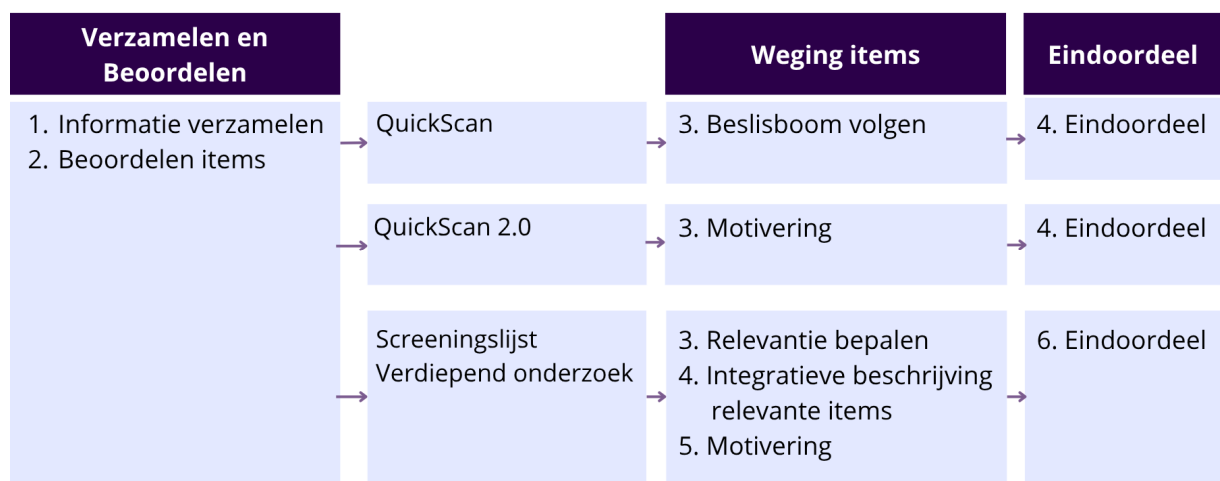 Verzamelen en
Beoordelen
Weging items
Eindoordeel
1. Informatie verzamelen
2. Beoordelen items
QuickScan
3. Beslisboom volgen
4. Eindoordeel
QuickScan 2.0
3. Motivering
4. Eindoordeel
Screeningslijst
Verdiepend onderzoek
3. Relevantie bepalen
4. Integratieve beschrijving
relevante items
5. Motivering
6. Eindoordeel